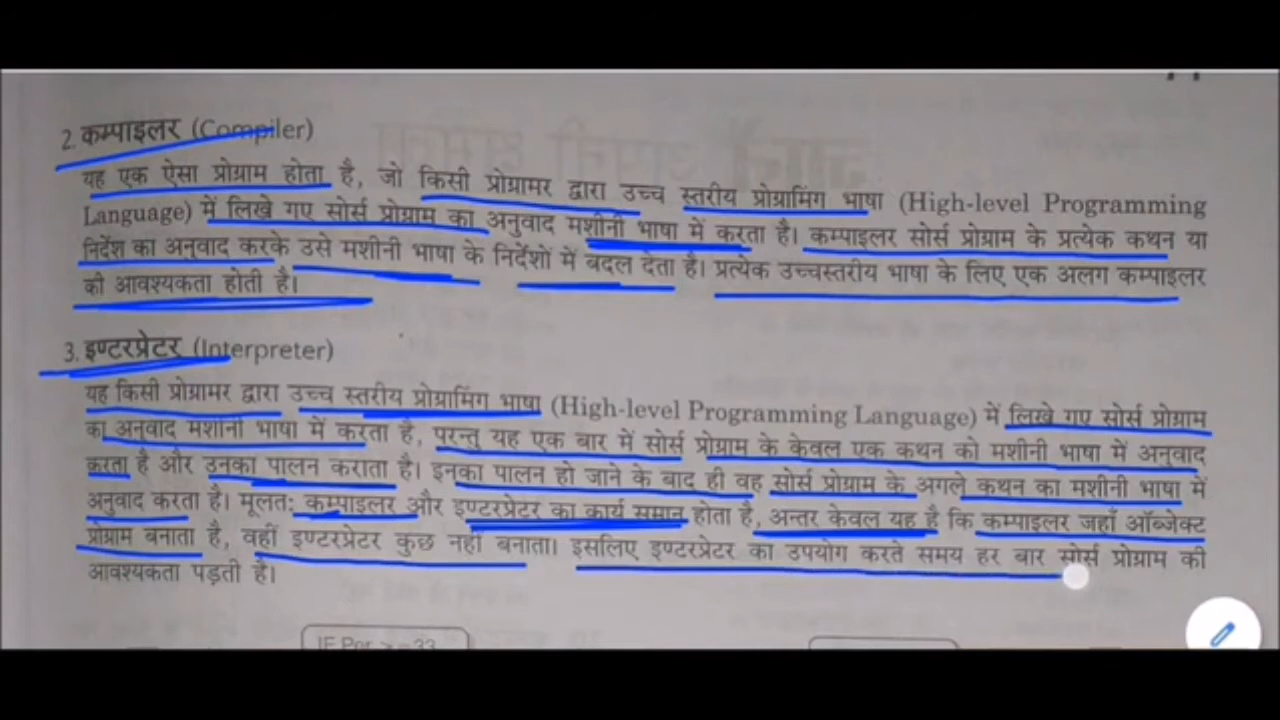 2. कम्पाइलर (Compiler)
यह एक ऐसा प्रोग्राम होता है, जो किसी प्रोग्रामर द्वारा उच्च स्तरीय प्रोग्रामिंग भाषा (High-level Programming
Language) में लिखे गए सोर्स प्रोग्राम का अनुवाद मशीनी भाषा में करता है। कम्पाइलर सोर्स प्रोग्राम के प्रत्येक कथन या
निर्देश का अनुवाद करके उसे मशीनी भाषा के निर्देशों में बदल देता है। प्रत्येक उच्चस्तरीय भाषा के लिए एक अलग कम्पाइलर
की आवश्यकता होती है।
3. इण्टरप्रेटर (Interpreter)
यह किसी प्रोग्रामर द्वारा उच्च स्तरीय प्रोग्रामिंग भाषा (High-level Programming Language) में लिखे गए सोर्स प्रोग्राम
का अनुवाद मशीनी भाषा में करता है, परन्तु यह एक बार में सोर्स प्रोग्राम के केवल एक कथन को मशीनी भाषा में अनुवाद
करता है और उनका पालन कराता है। इनका पालन हो जाने के बाद ही वह सोर्स प्रोग्राम के अगले कथन का मशीनी भाषा में
अनुवाद करता है। मूलत: कम्पाइलर और इण्टरप्रेटर का कार्य समान होता है, अन्तर केवल यह है कि कम्पाइलर जहाँ ऑब्जेक्ट
प्रोग्राम बनाता है, वहीं इण्टरप्रेटर कुछ नहीं बनाता। इसलिए इण्टरप्रेटर का उपयोग करते समय हर बार सोर्स प्रोग्राम की
आवश्यकता पड़ती है।